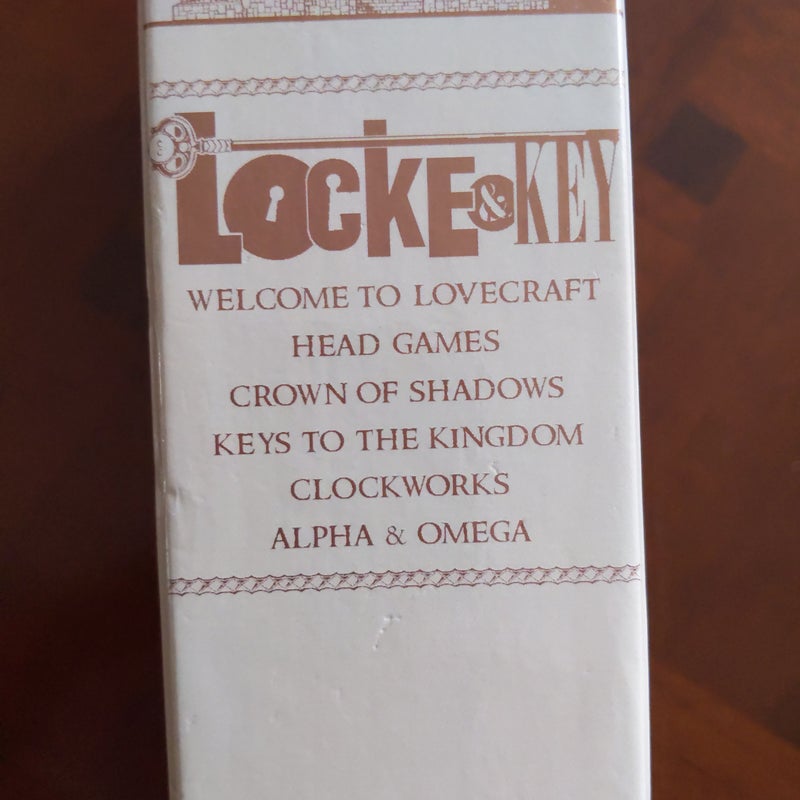 LOCKE & KEY
WELCOME TO LOVECRAFT
HEAD GAMES
CROWN OF SHADOWS
KEYS TO THE KINGDOM
CLOCKWORKS
ALPHA & OMEGA